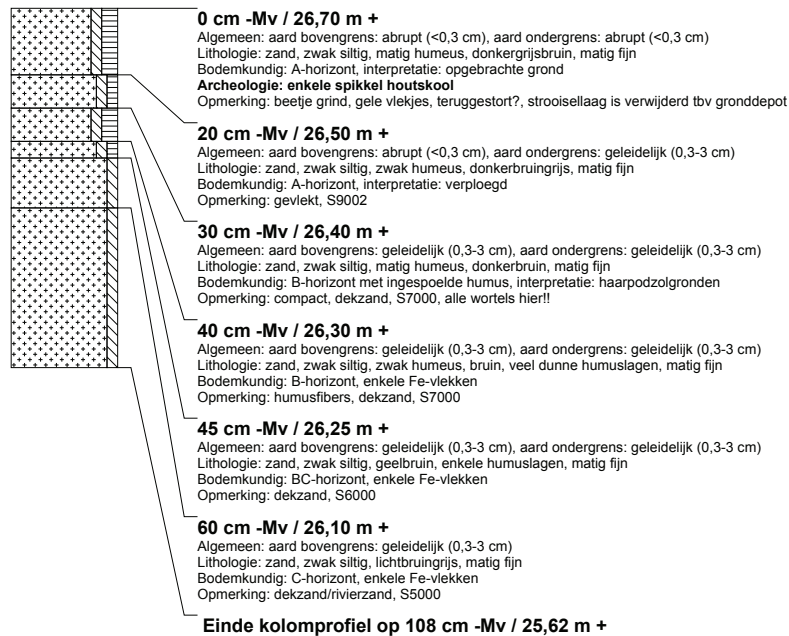 0 cm -Mv / 26,70 m +
Algemeen: aard bovengrens: abrupt (<0,3 cm), aard ondergrens: abrupt (<0,3 cm)
Lithologie: zand, zwak siltig, matig humeus, donkergrijsbruin, matig fijn
Bodemkundig: A-horizont, interpretatie: opgebrachte grond
Archeologie: enkele spikkel houtskool
Opmerking: beetje grind, gele vlekjes, teruggestort?, strooisellaag is verwijderd tbv gronddepot
20 cm -Mv / 26,50 m +
Algemeen: aard bovengrens: abrupt (<0,3 cm), aard ondergrens: geleidelijk (0,3-3 cm)
Lithologie: zand, zwak siltig, zwak humeus, donkerbruingrijs, matig fijn
Bodemkundig: A-horizont, interpretatie: verploegd
Opmerking: gevlekt, S9002
30 cm -Mv / 26,40 m +
Algemeen: aard bovengrens: geleidelijk (0,3-3 cm), aard ondergrens: geleidelijk (0,3-3 cm)
Lithologie: zand, zwak siltig, matig humeus, donkerbruin, matig fijn
Bodemkundig: B-horizont met ingespoelde humus, interpretatie: haarpodzolgronden
Opmerking: compact, dekzand, S7000, alle wortels hier!!
40 cm -Mv / 26,30 m +
Algemeen: aard bovengrens: geleidelijk (0,3-3 cm), aard ondergrens: geleidelijk (0,3-3 cm)
Lithologie: zand, zwak siltig, zwak humeus, bruin, veel dunne humuslagen, matig fijn
Bodemkundig: B-horizont, enkele Fe-vlekken
Opmerking: humusfibers, dekzand, S7000
45 cm -Mv / 26,25 m +
Algemeen: aard bovengrens: geleidelijk (0,3-3 cm), aard ondergrens: geleidelijk (0,3-3 cm)
Lithologie: zand, zwak siltig, geelbruin, enkele humuslagen, matig fijn
Bodemkundig: BC-horizont, enkele Fe-vlekken
Opmerking: dekzand, S6000
60 cm -Mv / 26,10 m +
Algemeen: aard bovengrens: geleidelijk (0,3-3 cm)
Lithologie: zand, zwak siltig, lichtbruingrijs, matig fijn
Bodemkundig: C-horizont, enkele Fe-vlekken
Opmerking: dekzand/rivierzand, S5000
Einde kolomprofiel op 108 cm -Mv / 25,62 m +